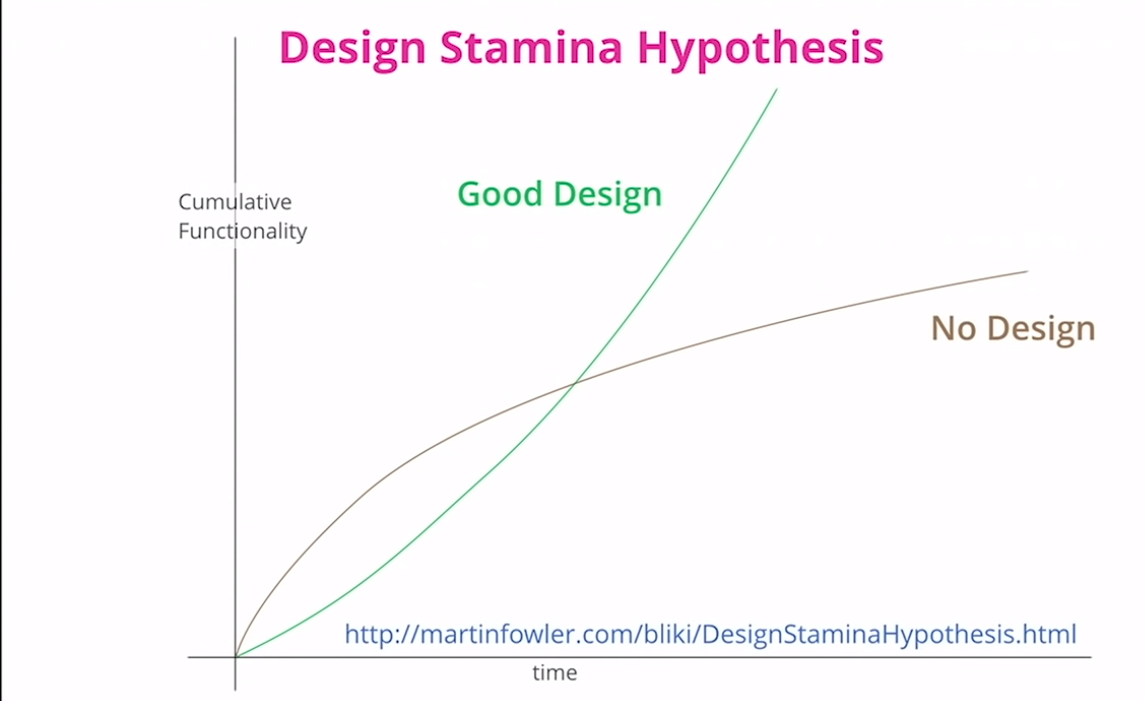 Design Stamina Hypothesis
Cumulative
Functionality
Good Design
No Design
http://martinfowler.com/bliki/DesignStaminaHypothesis.html
time